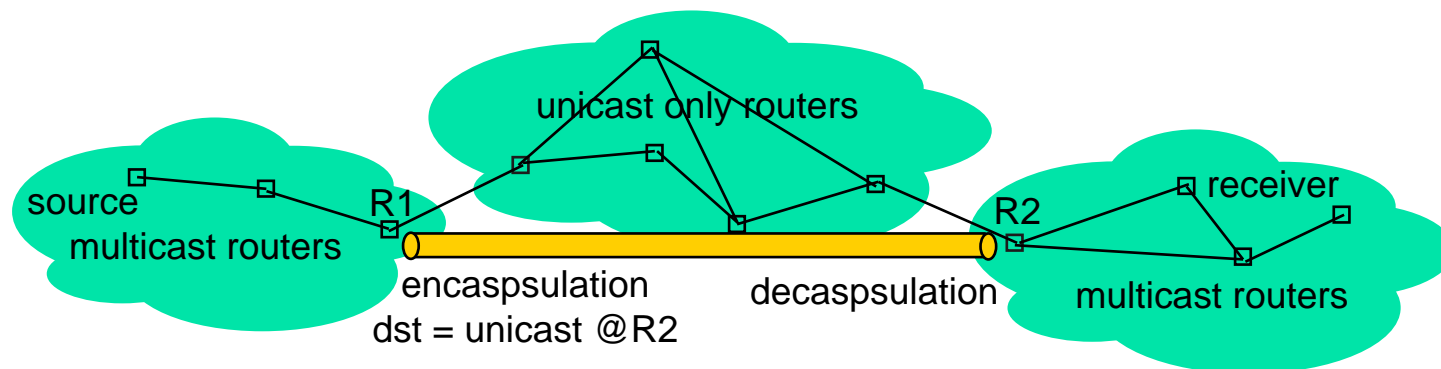 unicast only routers
source
R1
multicast routers
receiver
R2
multicast routers
encaspsulation
dst = unicast @R2
decaspsulation